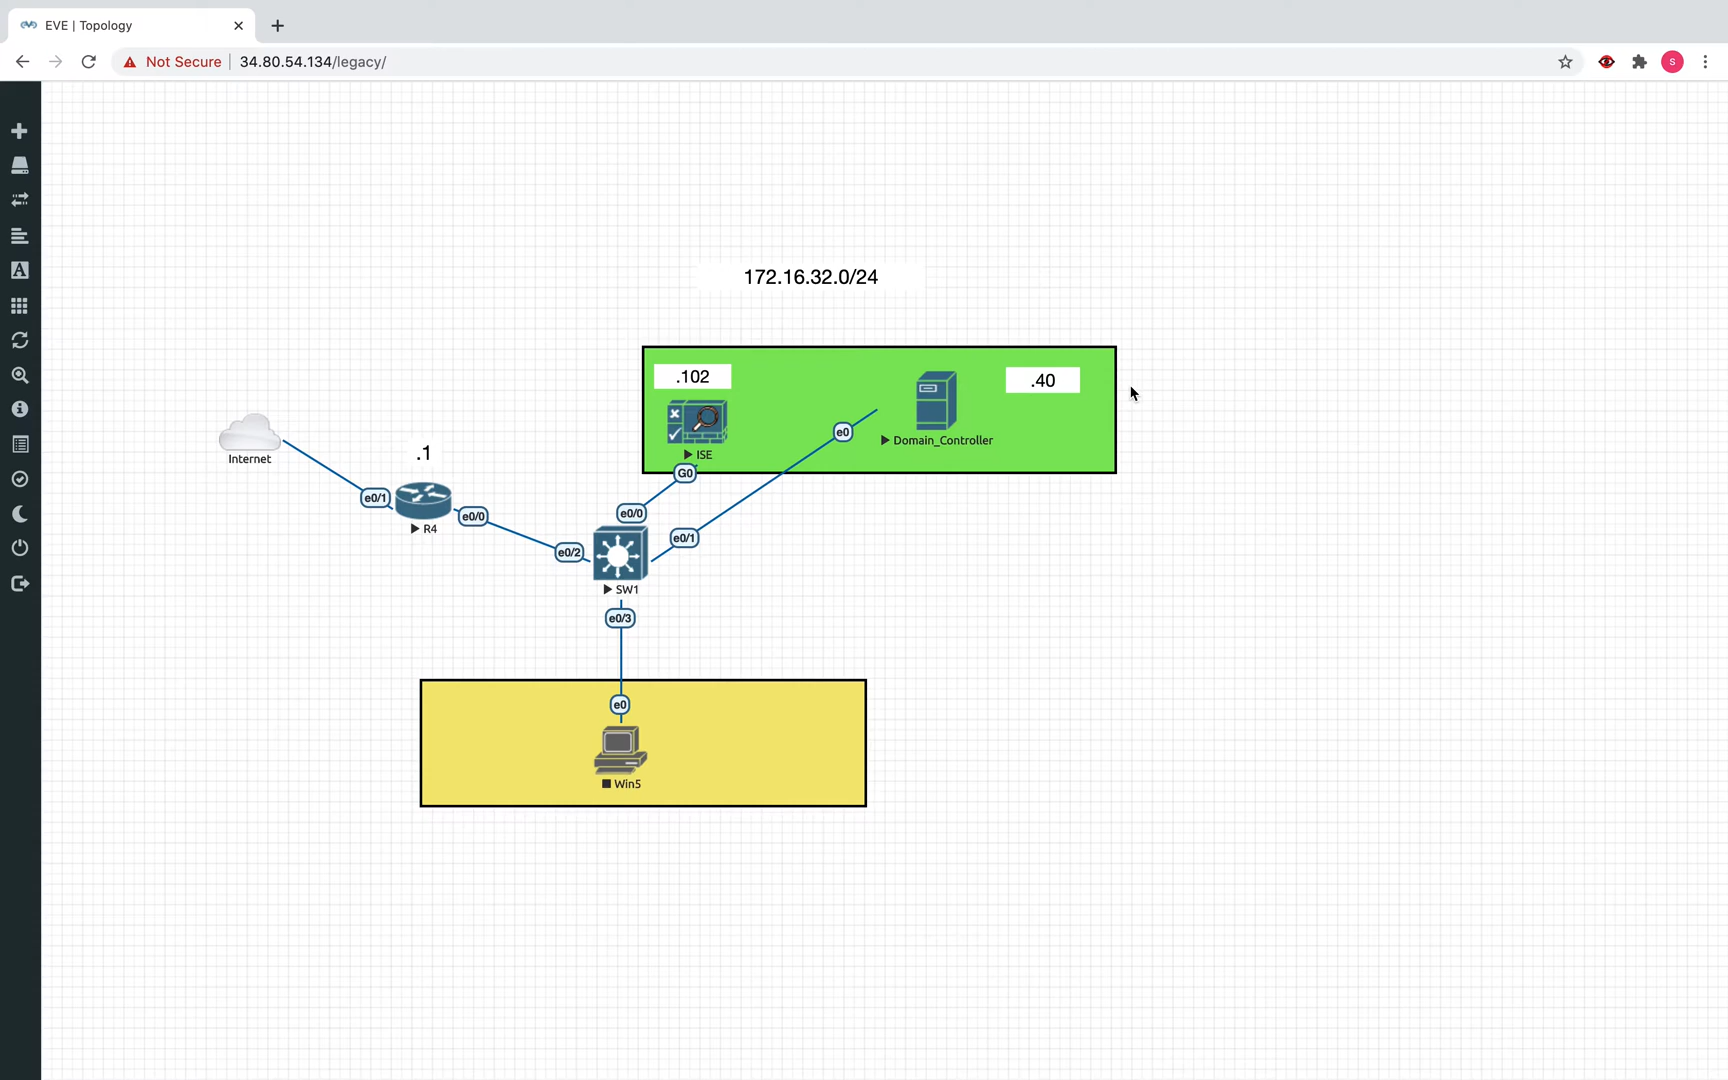 EVE | Topology
Not Secure
34.80.54.134/legacy/
S
A
172.16.32.0/24
.102
.40
e0
Domain_Controller
ISE
Internet
.1
G0
e0/1
R4
e0/0
e0/0
e0/2
e0/1
SW1
e0/3
e0
Win5